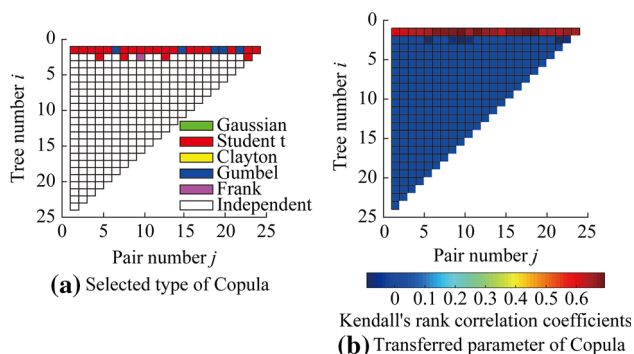 0
5
10
15
20
25
Tree number i
Gaussian
Student t
Clayton
Gumbel
Frank
Independent
0 5 10 15 20 25
Pair number j
(a) Selected type of Copula
0
5
10
15
20
25
Tree number i
0 5 10 15 20 25
Pair number j
0 0.1 0.2 0.3 0.4 0.5 0.6
Kendall's rank correlation coefficients
(b) Transferred parameter of Copula